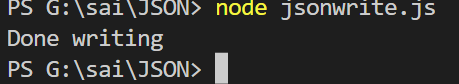 PS G:\sai\JSON> node jsonwrite.js
Done writing
PS G:\sai\JSON>